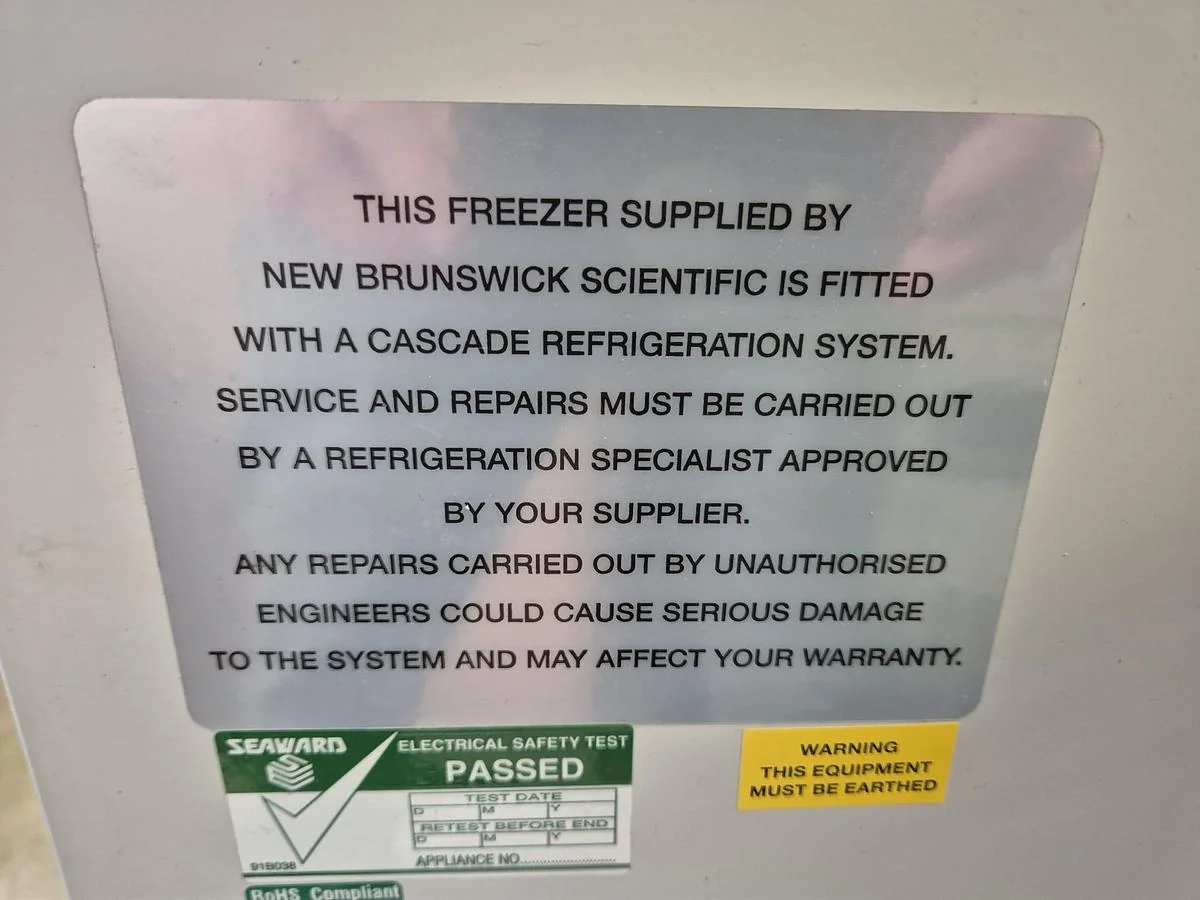 THIS FREEZER SUPPLIED BY
NEW BRUNSWICK SCIENTIFIC IS FITTED
WITH A CASCADE REFRIGERATION SYSTEM.
SERVICE AND REPAIRS MUST BE CARRIED OUT
BY A REFRIGERATION SPECIALIST APPROVED
BY YOUR SUPPLIER.
ANY REPAIRS CARRIED OUT BY UNAUTHORISED
ENGINEERS COULD CAUSE SERIOUS DAMAGE
TO THE SYSTEM AND MAY AFFECT YOUR WARRANTY.
SEAWARD
ELECTRICAL SAFETY TEST
PASSED
TEST DATE
D M Y
RETEST BEFORE END
D M Y
APPLIANCE NO.........................
91B036
RoHS Compliant
WARNING
THIS EQUIPMENT
MUST BE EARTHED